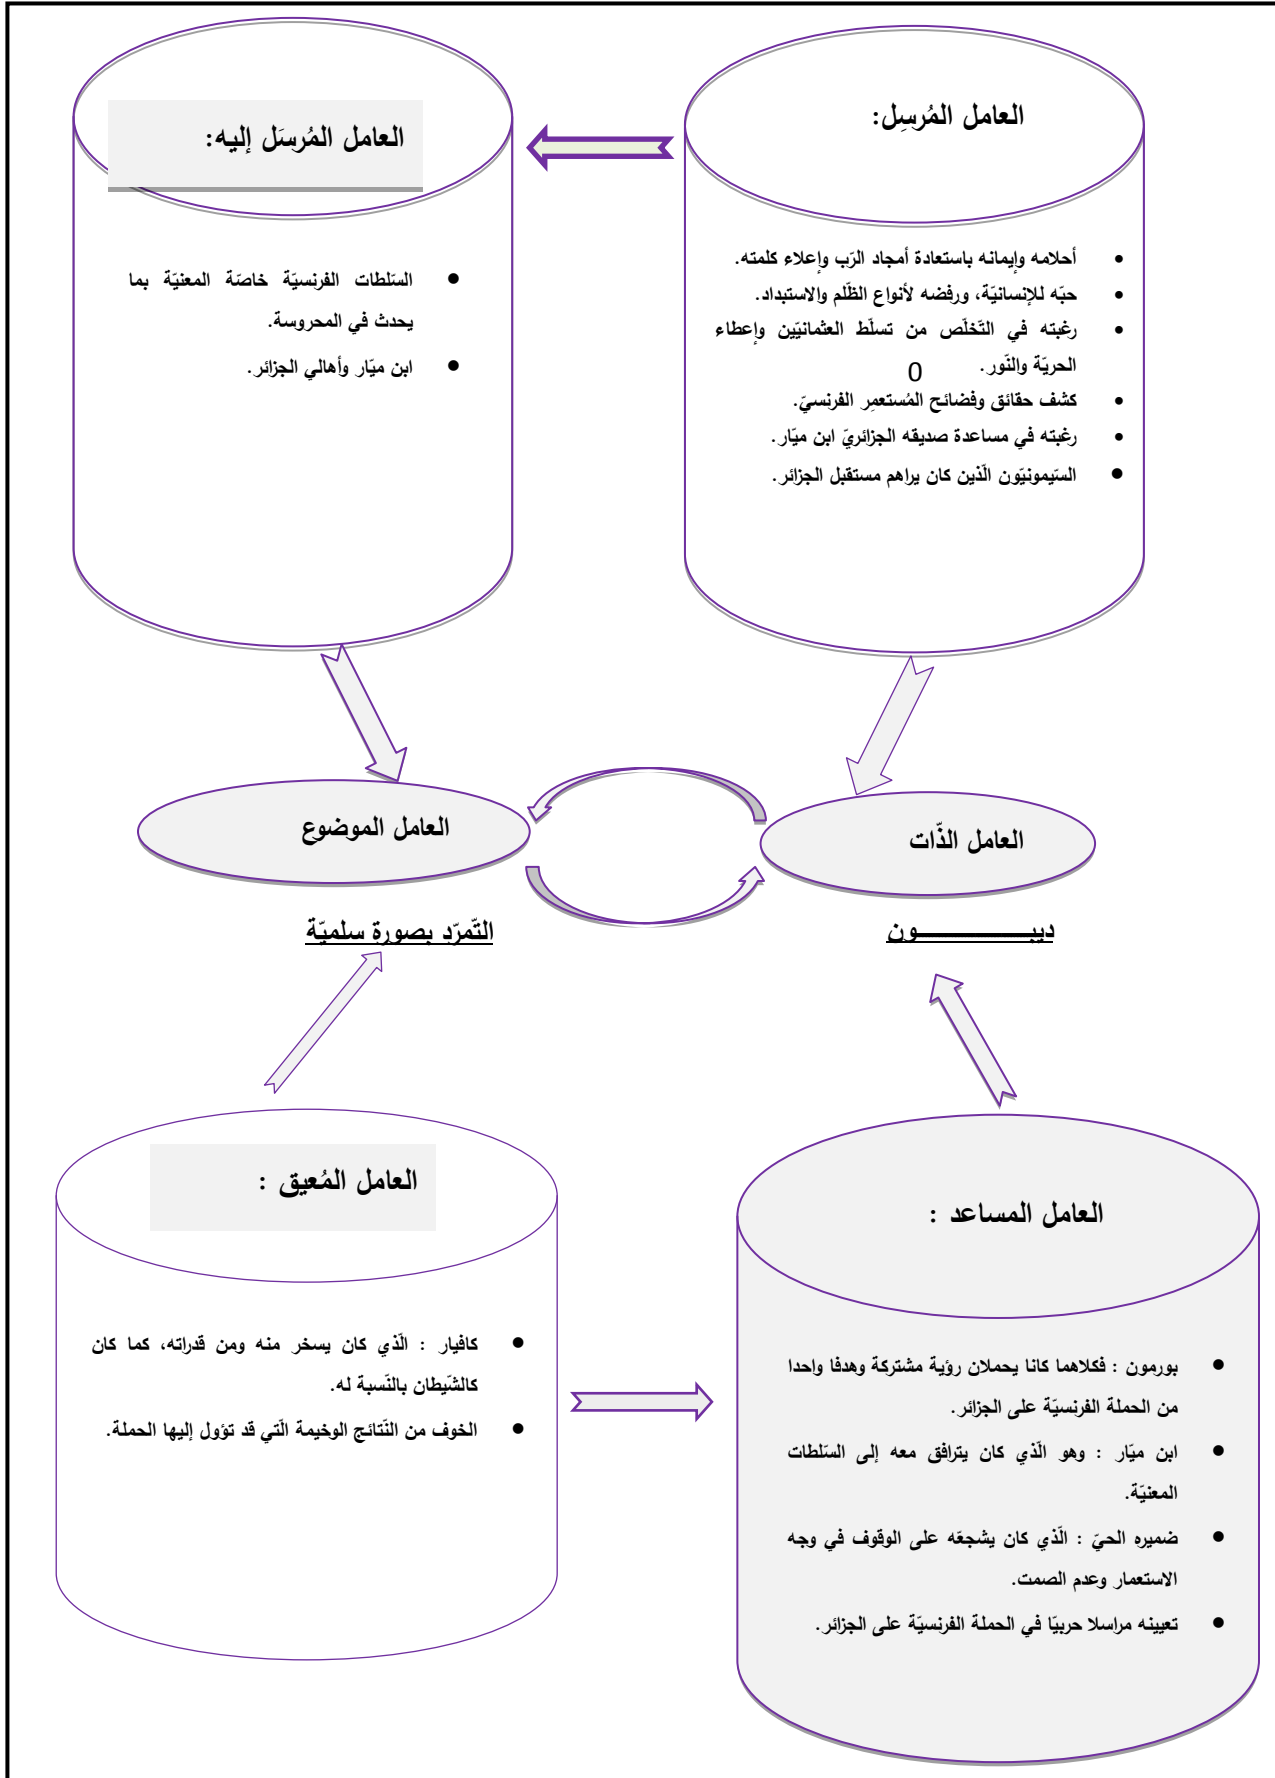 العامل المُرسِل:
أحلامه وإيمانه باستعادة أمجاد الرّب وإعلاء كلمته.
حبّه للإنسانيّة، ورفضه لأنواع الظّلم والاستبداد.
رغبته في التّخلّص من تسلّط العثمانيّين وإعطاء
الحريّة والنّور.
0
كشف حقائق وفضائح المُستعمِر الفرنسيّ.
رغبته في مساعدة صديقه الجزائريّ ابن ميّار.
السّيمونيّون الّذين كان يراهم مستقبل الجزائر.
العامل المُرسَل إليه:
السّلطات الفرنسيّة خاصّة المعنيّة بما
يحدث في المحروسة.
ابن ميّار وأهالي الجزائر.
العامل الذّات
ديبـــــــــون
العامل الموضوع
التّمرّد بصورة سلميّة
العامل المساعد :
بورمون : فكلاهما كانا يحملان رؤية مشتركة وهدفا واحدا
من الحملة الفرنسيّة على الجزائر.
ابن ميّار : وهو الّذي كان يترافق معه إلى السّلطات
المعنيّة.
ضميره الحيّ : الّذي كان يشجعّه على الوقوف في وجه
الاستعمار وعدم الصمت.
تعيينه مراسلا حربيّا في الحملة الفرنسيّة على الجزائر.
العامل المُعيق :
كافيار : الّذي كان يسخر منه ومن قدراته، كما كان
كالشّيطان بالنّسبة له.
الخوف من النّتائج الوخيمة الّتي قد تؤول إليها الحملة.